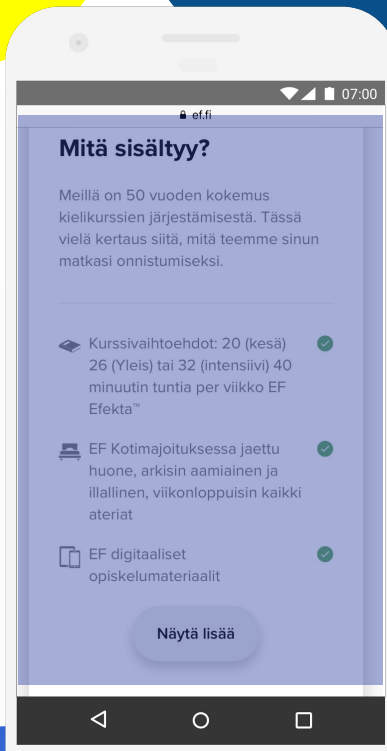 07:00
ef.fi
Mitä sisältyy?
Meillä on 50 vuoden kokemus
kielikurssien järjestämisestä. Tässä
vielä kertaus siitä, mitä teemme sinun
matkasi onnistumiseksi.
Kurssivaihtoehdot: 20 (kesä)
26 (Yleis) tai 32 (intensiivi) 40
minuutin tuntia per viikko EF
Efekta™
EF Kotimajoituksessa jaettu
huone, arkisin aamiainen ja
illallinen, viikonloppuisin kaikki
ateriat
EF digitaaliset
opiskelumateriaalit
Näytä lisää